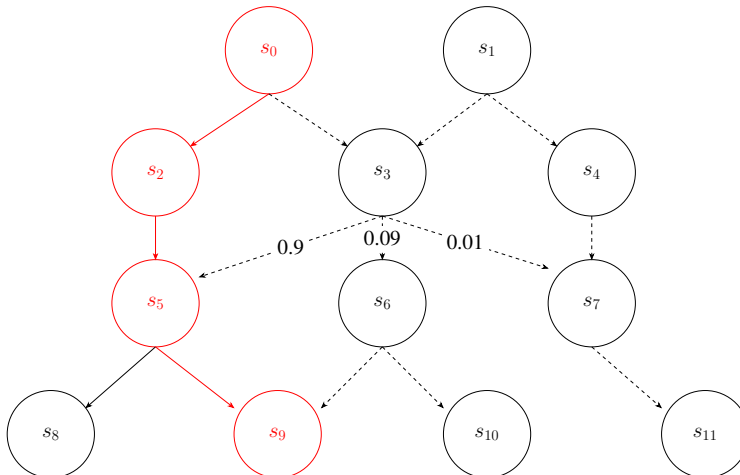 s₀ s₁
s₂ s₃ s₄
0.9 0.09 0.01
s₅ s₆ s₇
s₈ s₉ s₁₀ s₁₁